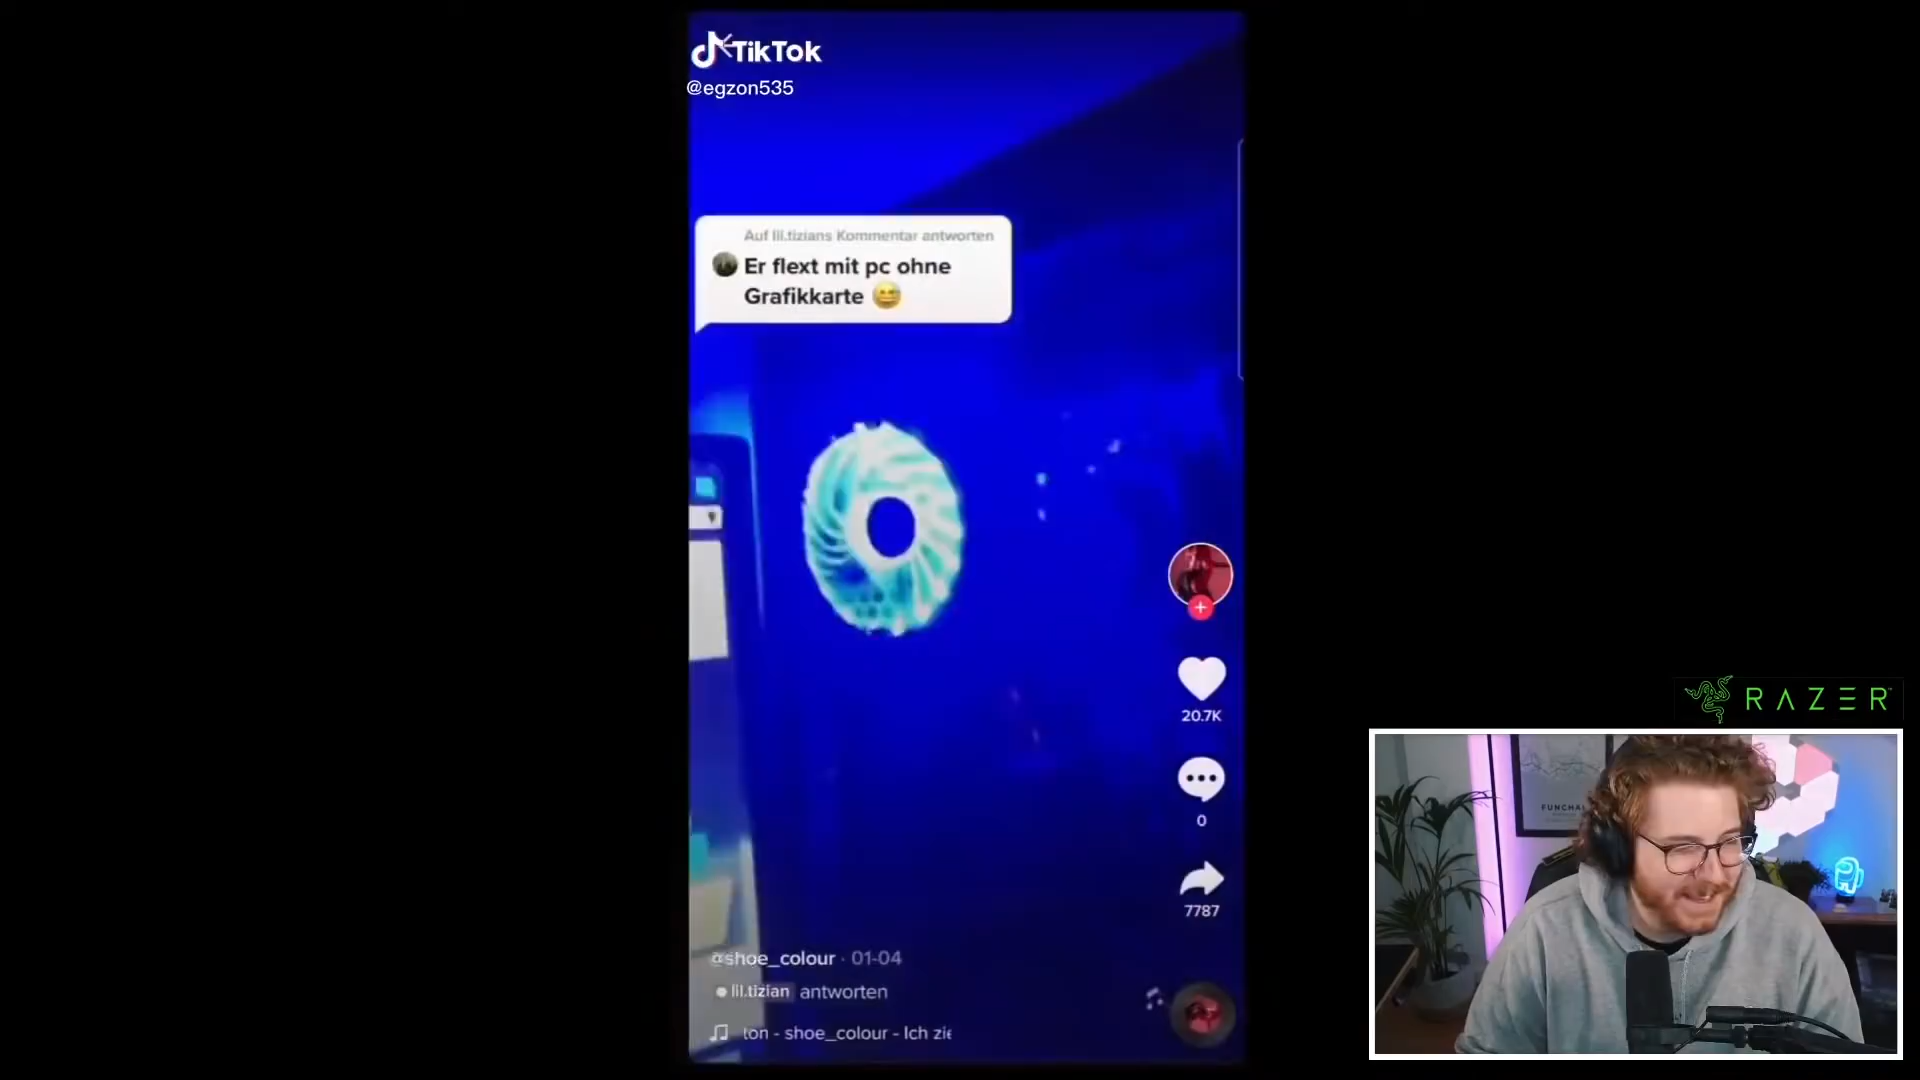 TikTok
@egzon535
Auf lil.tizians Kommentar antworten
Er flext mit pc ohne
Grafikkarte 😅
20.7K
0
7787
@shoe_colour · 01-04
lil.tizian antworten
ton - shoe_colour - Ich zie
RAZER
FUNCHAL